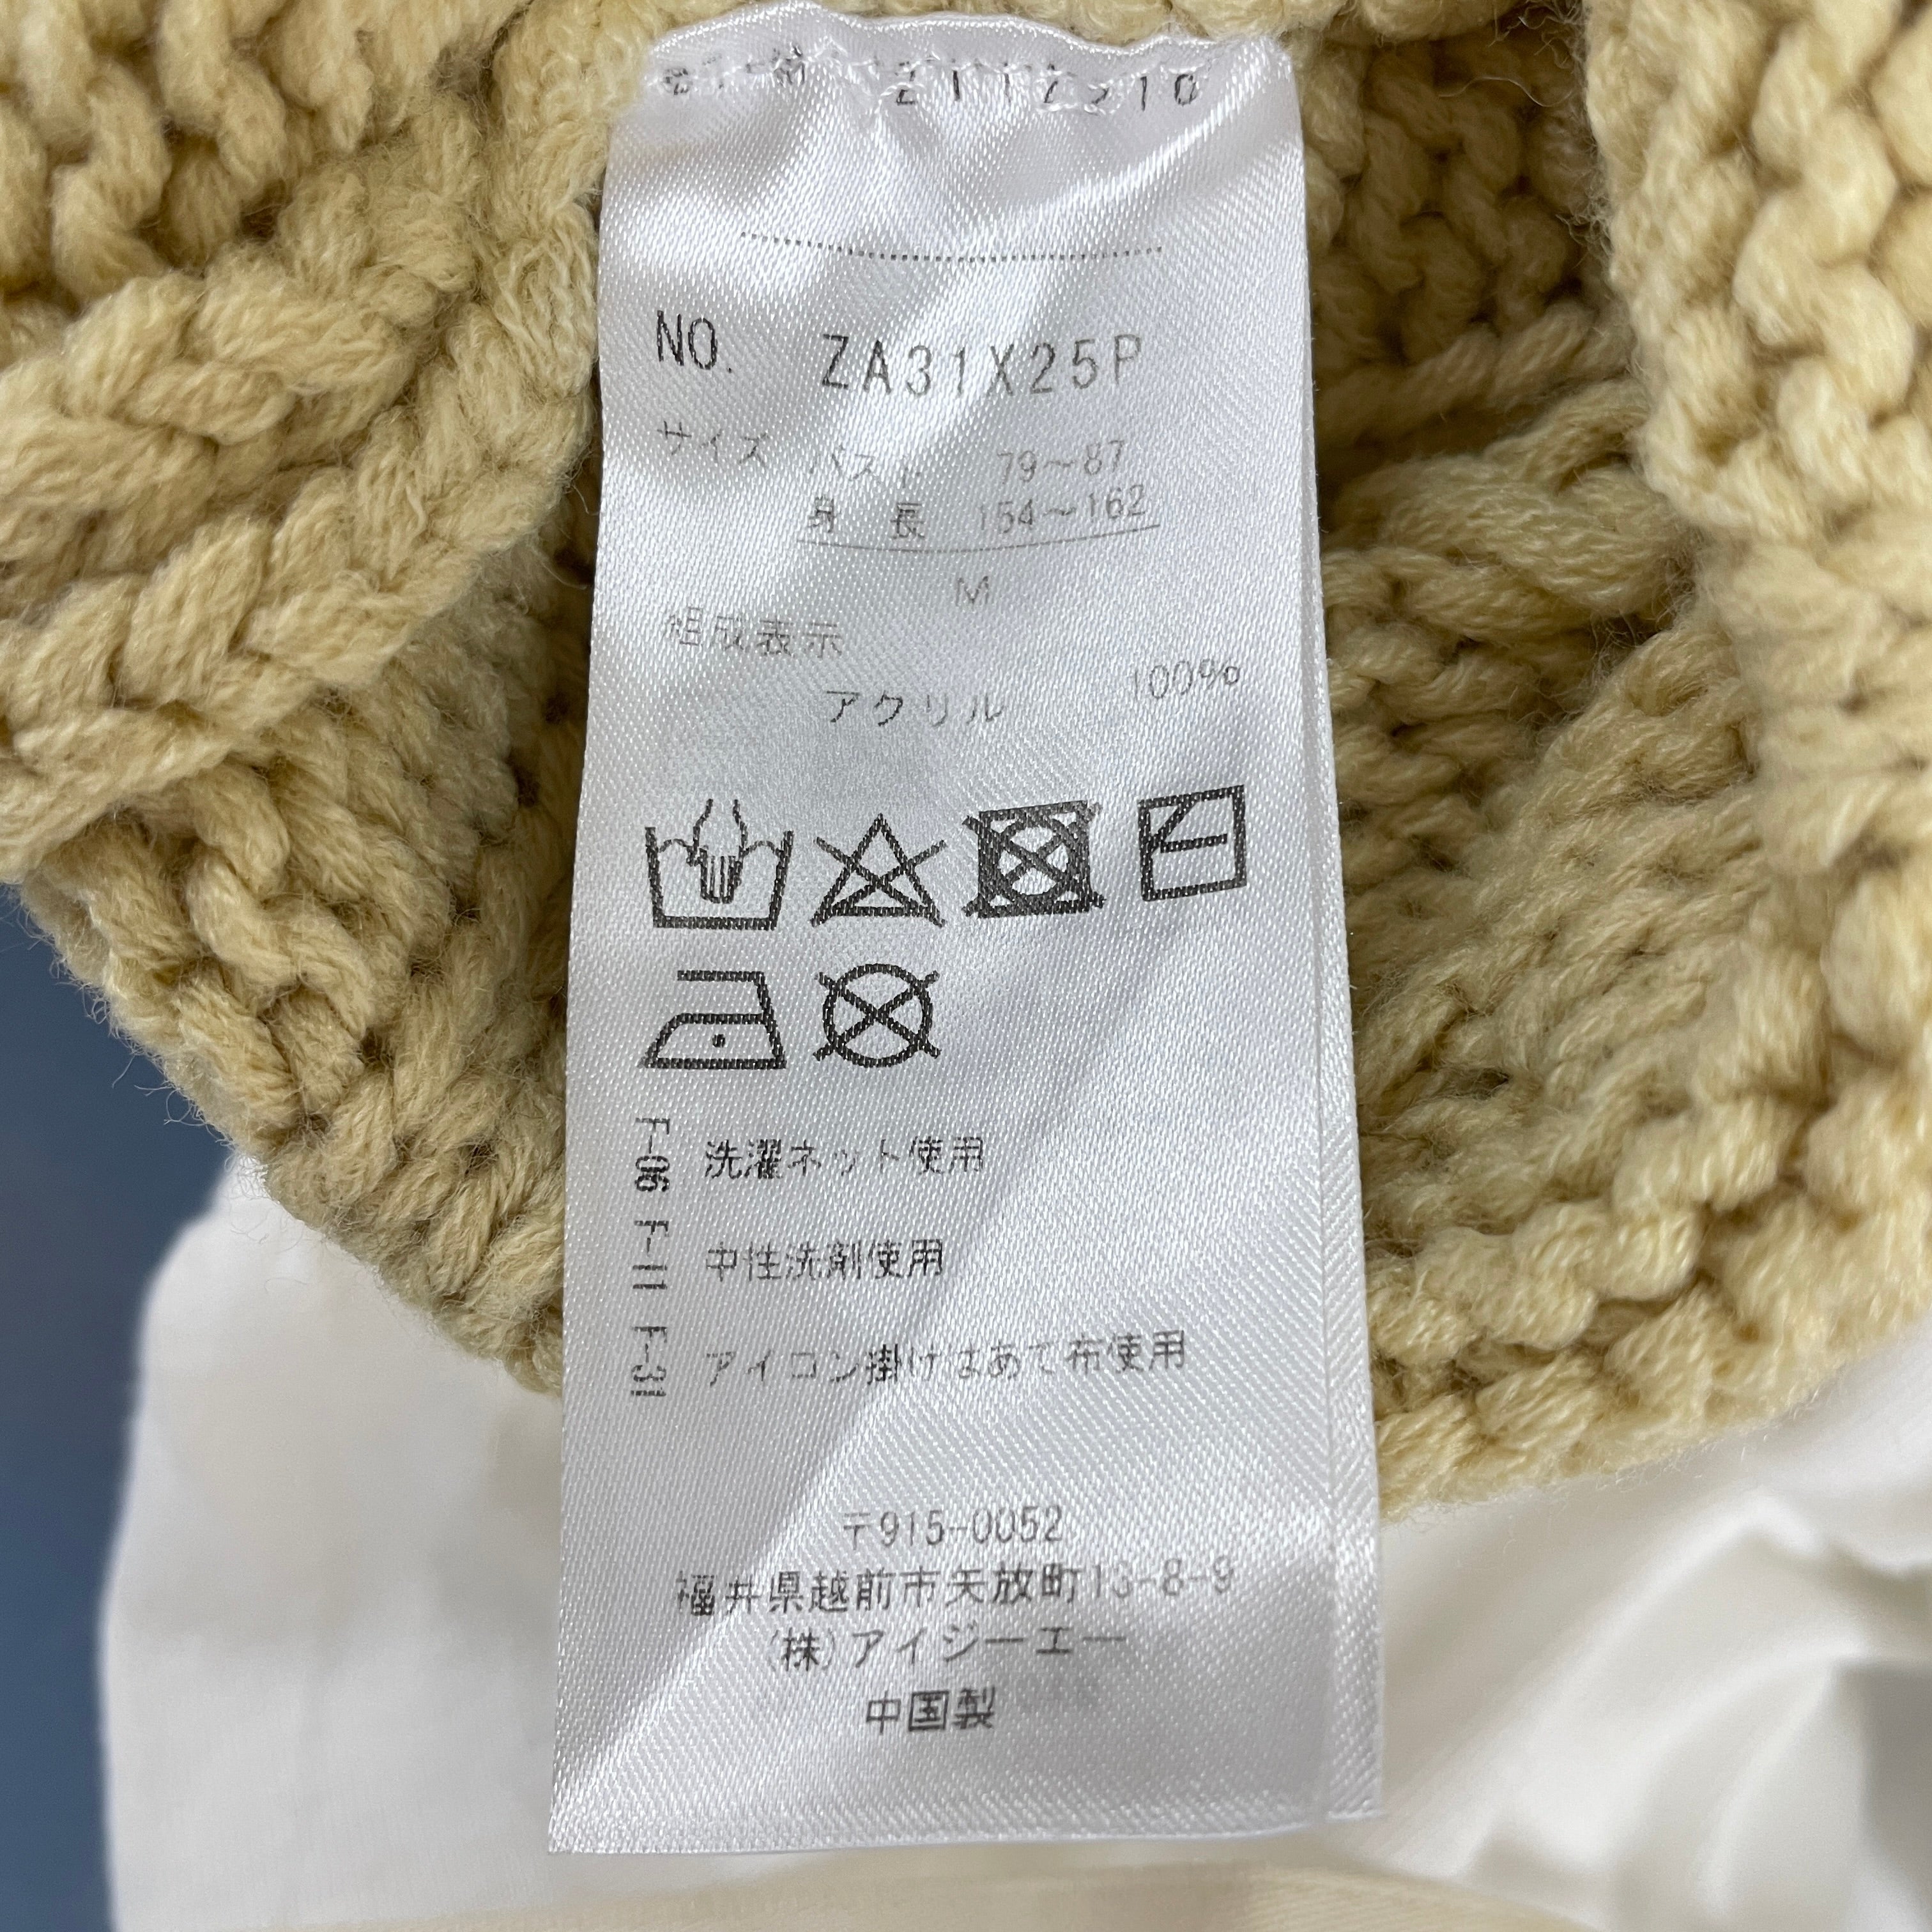 2112510
NO. ZA31X25P
サイズ バスト 79～87
身 長 154～162
M
組成表示
アクリル 100%
F-06 洗濯ネット使用
F-11 中性洗剤使用
F-31 アイロン掛けはあて布使用
〒915-0052
福井県越前市矢放町13-8-9
(株)アイジーエー
中国製